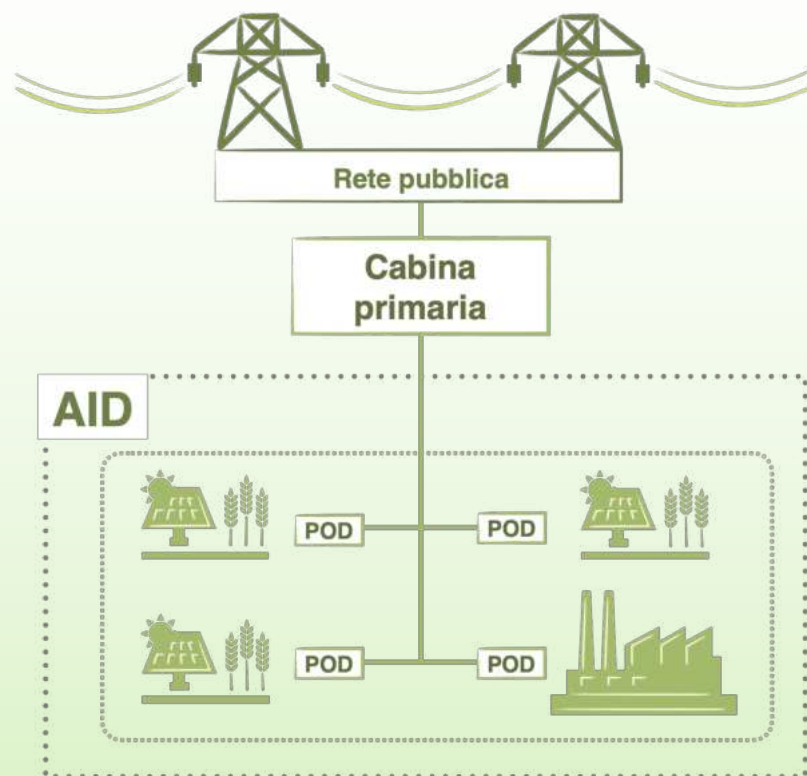 Rete pubblica
Cabina
primaria
AID
POD
POD
POD
POD